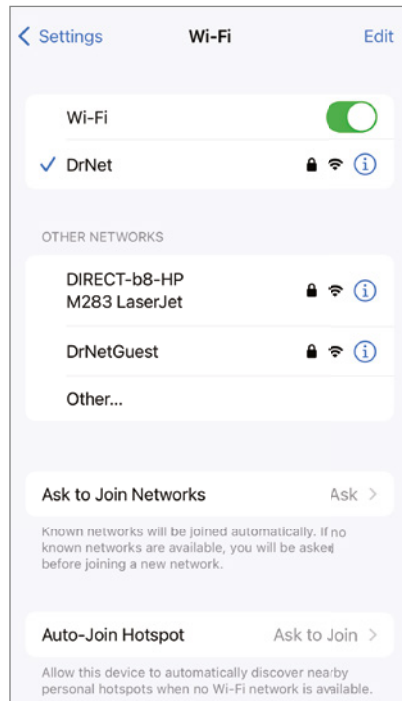 Settings Wi-Fi Edit
Wi-Fi
DrNet
OTHER NETWORKS
DIRECT-b8-HP
M283 LaserJet
DrNetGuest
Other...
Ask to Join Networks Ask
Known networks will be joined automatically. If no
known networks are available, you will be asked
before joining a new network.
Auto-Join Hotspot Ask to Join
Allow this device to automatically discover nearby
personal hotspots when no Wi-Fi network is available.